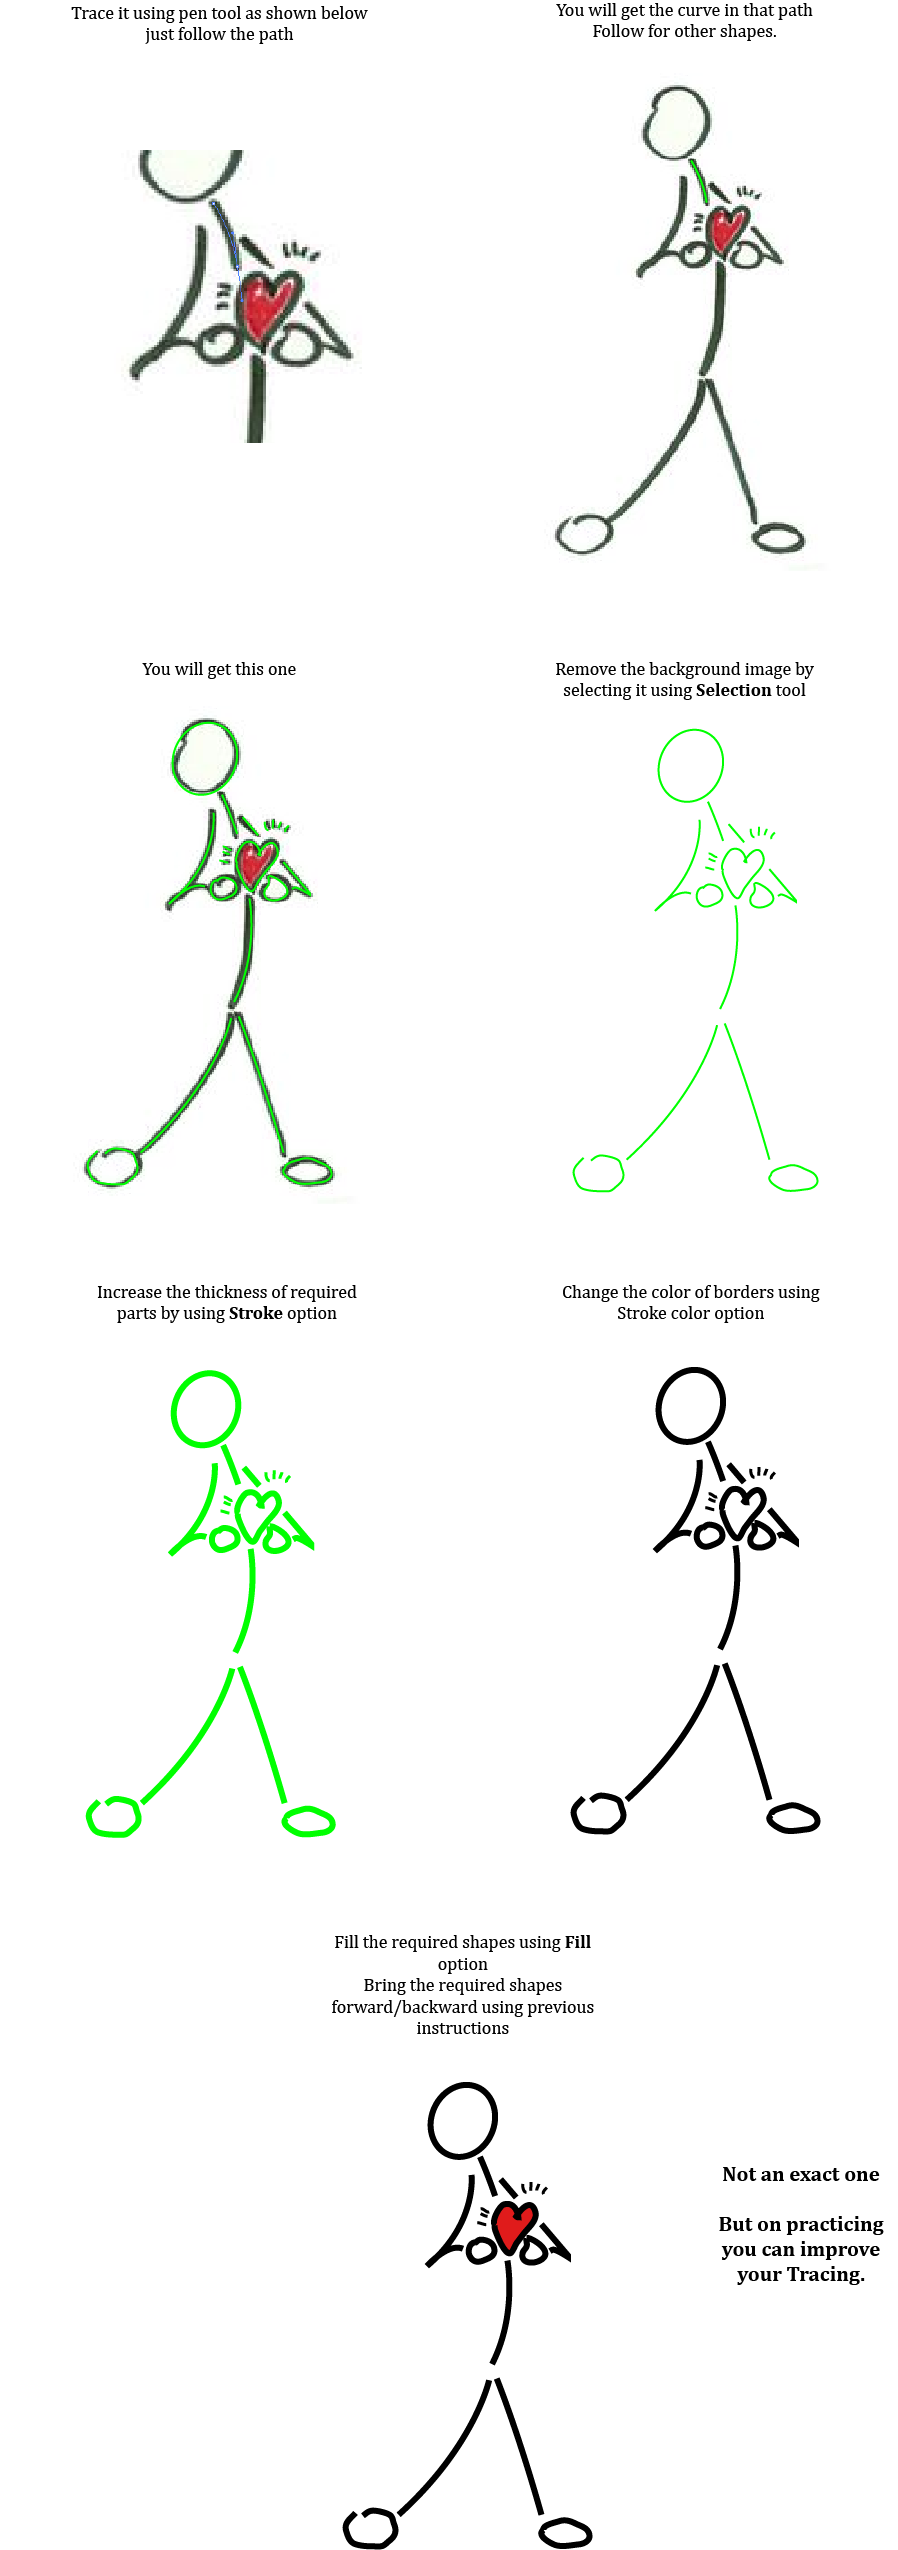 Trace it using pen tool as shown below
just follow the path
You will get the curve in that path
Follow for other shapes.
You will get this one
Remove the background image by
selecting it using Selection tool
Increase the thickness of required
parts by using Stroke option
Change the color of borders using
Stroke color option
Fill the required shapes using Fill
option
Bring the required shapes
forward/backward using previous
instructions
Not an exact one
But on practicing
you can improve
your Tracing.